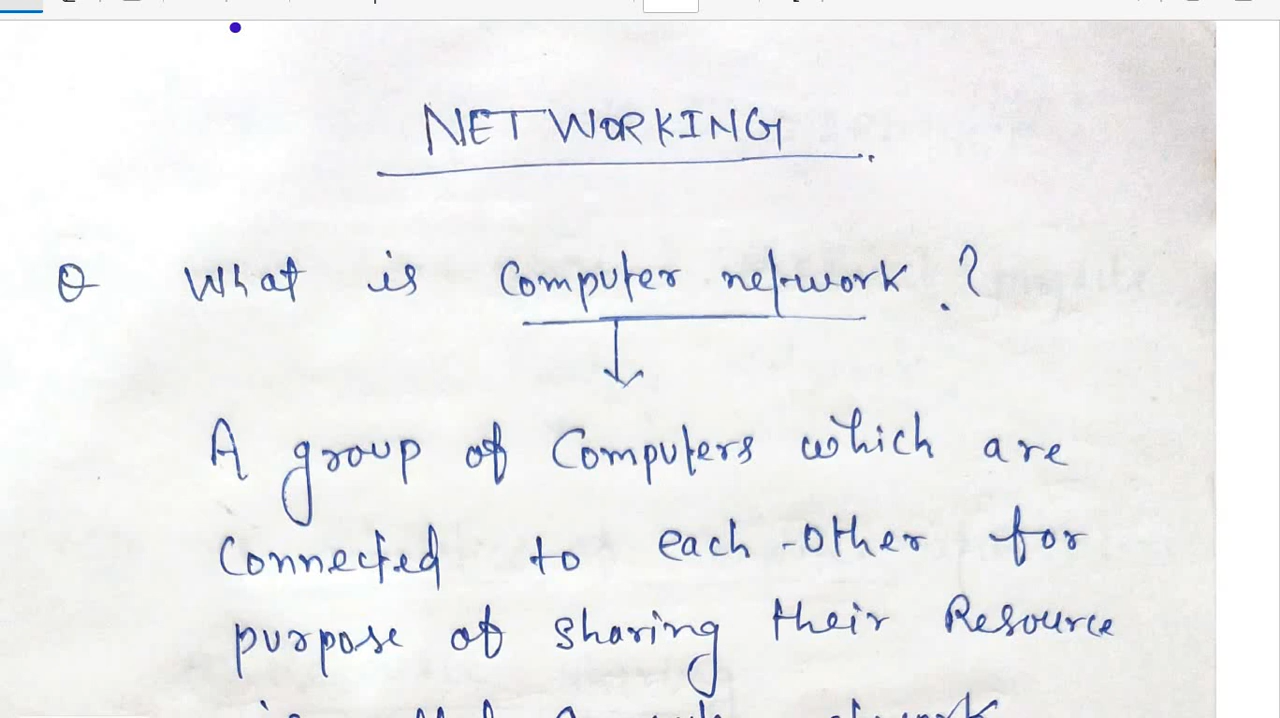 NETWORKING
Q What is Computer network ?
A group of Computers which are
Connected to each-other for
purpose of sharing their Resource